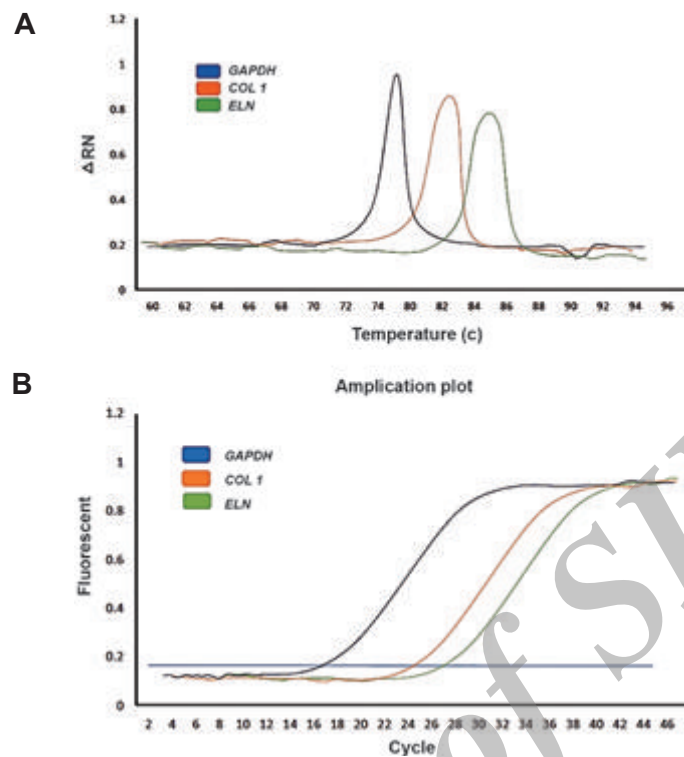 A
1.2
1
0.8
0.6
0.4
0.2
0
ΔRN
GAPDH
COL 1
ELN
60 62 64 66 68 70 72 74 80 82 84 86 90 92 94 96
Temperature (c)
B
Amplication plot
1.2
1
0.8
0.6
0.4
0.2
0
Fluorescent
GAPDH
COL 1
ELN
2 4 6 8 10 12 14 16 18 20 22 24 26 28 30 32 34 36 38 40 42 44 46
Cycle
of SI